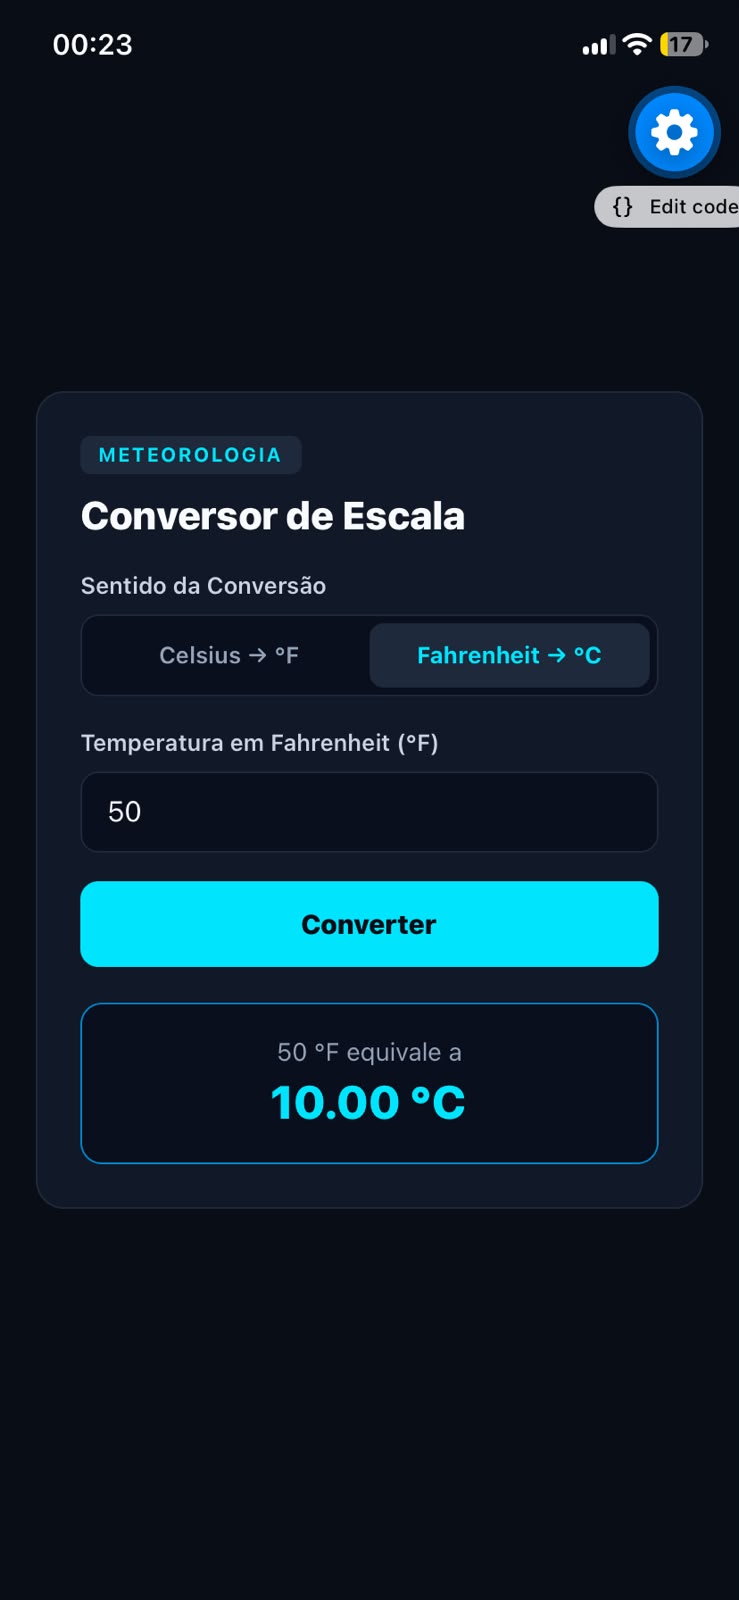 00:23
17
{} Edit code
METEOROLOGIA
Conversor de Escala
Sentido da Conversão
Celsius → °F
Fahrenheit → °C
Temperatura em Fahrenheit (°F)
50
Converter
50 °F equivale a
10.00 °C